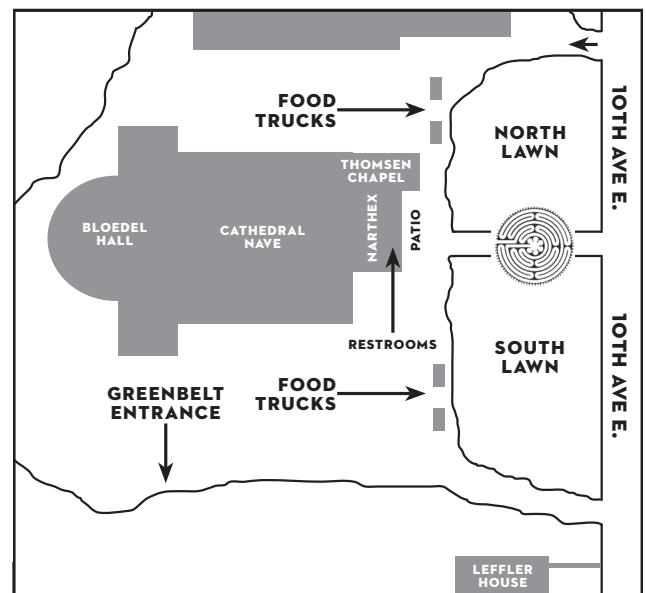 FOOD
TRUCKS
10TH AVE E.
NORTH
LAWN
THOMSEN
CHAPEL
BLOEDEL
HALL
CATHEDRAL
NAVE
NARTHEX
PATIO
RESTROOMS
SOUTH
LAWN
10TH AVE E.
GREENBELT
ENTRANCE
FOOD
TRUCKS
LEFFLER
HOUSE